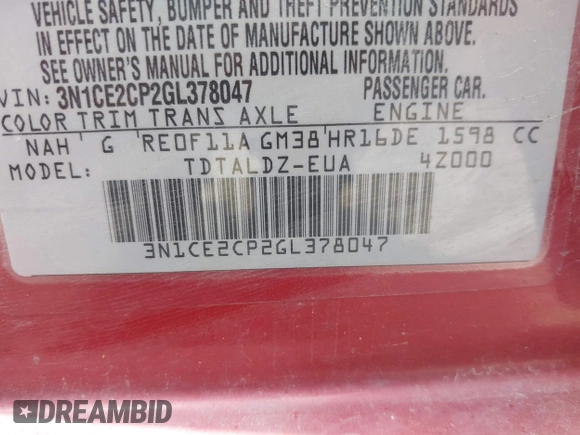 VEHICLE SAFETY, BUMPER AND THEFT PREVENTION STANDARDS
IN EFFECT ON THE DATE OF MANUFACTURE SHOWN ABOVE.
SEE OWNER'S MANUAL FOR ADDITIONAL INFORMATION.
VIN: 3N1CE2CP2GL378047 PASSENGER CAR.
COLOR TRIM TRANS AXLE ENGINE
NAH G RE0F11A GM38 HR16DE 1598 CC
MODEL: TDTALDZ-EUA 4Z000
3N1CE2CP2GL378047
DREAMBID